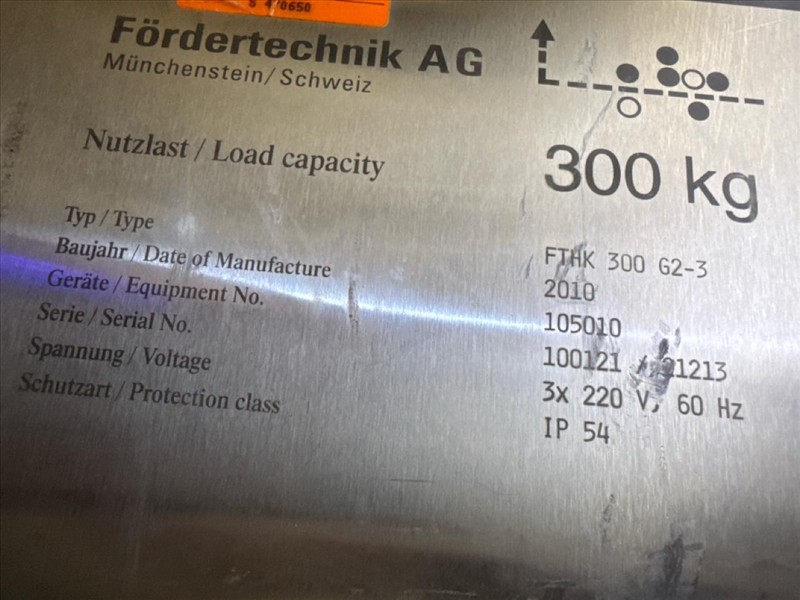 Fördertechnik AG
Münchenstein/Schweiz
Nutzlast / Load capacity 300 kg
Typ / Type FTHK 300 G2-3
Baujahr / Date of Manufacture 2010
Geräte / Equipment No. 105010
Serie / Serial No. 100121 / 21213
Spannung / Voltage 3x 220 V, 60 Hz
Schutzart / Protection class IP 54